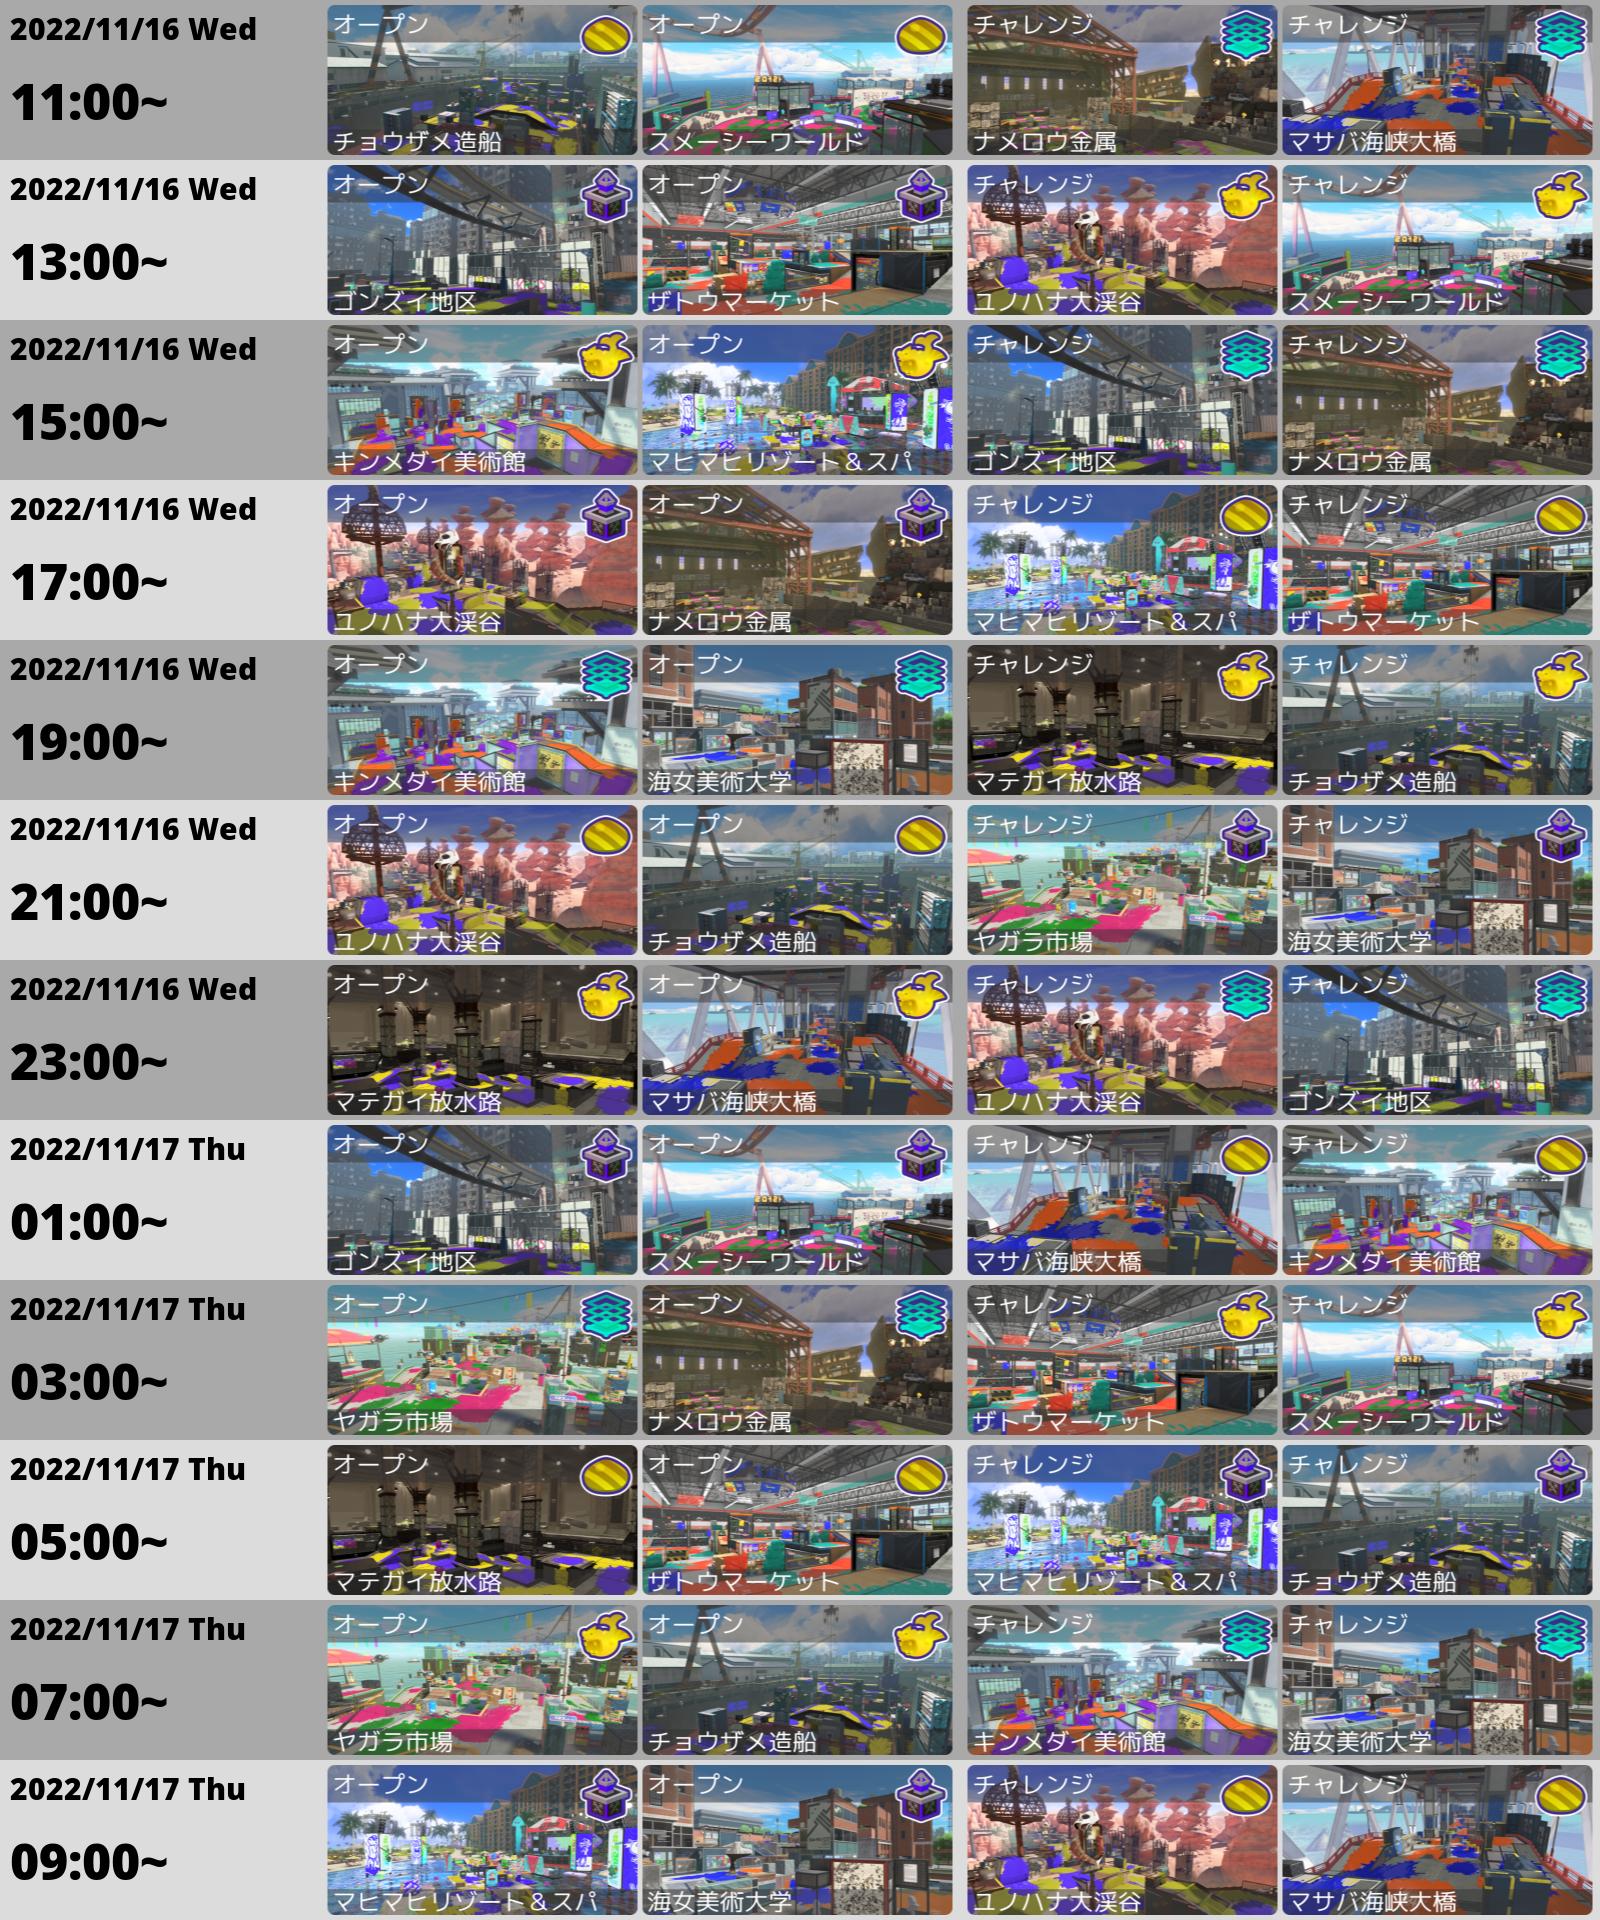 2022/11/16 Wed
11:00~
オープン
オープン
チャレンジ
チャレンジ
チョウザメ造船
スメーシーワールド
ナメロウ金属
マサバ海峡大橋
2022/11/16 Wed
13:00~
オープン
オープン
チャレンジ
チャレンジ
ゴンズイ地区
ザトウマーケット
ユノハナ大渓谷
スメーシーワールド
2022/11/16 Wed
15:00~
オープン
オープン
チャレンジ
チャレンジ
キンメダイ美術館
マヒマヒリゾート&スパ
ゴンズイ地区
ナメロウ金属
2022/11/16 Wed
17:00~
オープン
オープン
チャレンジ
チャレンジ
ユノハナ大渓谷
ナメロウ金属
マヒマヒリゾート&スパ
ザトウマーケット
2022/11/16 Wed
19:00~
オープン
オープン
チャレンジ
チャレンジ
キンメダイ美術館
海女美術大学
マテガイ放水路
チョウザメ造船
2022/11/16 Wed
21:00~
オープン
オープン
チャレンジ
チャレンジ
ユノハナ大渓谷
チョウザメ造船
ヤガラ市場
海女美術大学
2022/11/16 Wed
23:00~
オープン
オープン
チャレンジ
チャレンジ
マテガイ放水路
マサバ海峡大橋
ユノハナ大渓谷
ゴンズイ地区
2022/11/17 Thu
01:00~
オープン
オープン
チャレンジ
チャレンジ
ゴンズイ地区
スメーシーワールド
マサバ海峡大橋
キンメダイ美術館
2022/11/17 Thu
03:00~
オープン
オープン
チャレンジ
チャレンジ
ヤガラ市場
ナメロウ金属
ザトウマーケット
スメーシーワールド
2022/11/17 Thu
05:00~
オープン
オープン
チャレンジ
チャレンジ
マテガイ放水路
ザトウマーケット
マヒマヒリゾート&スパ
チョウザメ造船
2022/11/17 Thu
07:00~
オープン
オープン
チャレンジ
チャレンジ
ヤガラ市場
チョウザメ造船
キンメダイ美術館
海女美術大学
2022/11/17 Thu
09:00~
オープン
オープン
チャレンジ
チャレンジ
マヒマヒリゾート&スパ
海女美術大学
ユノハナ大渓谷
マサバ海峡大橋